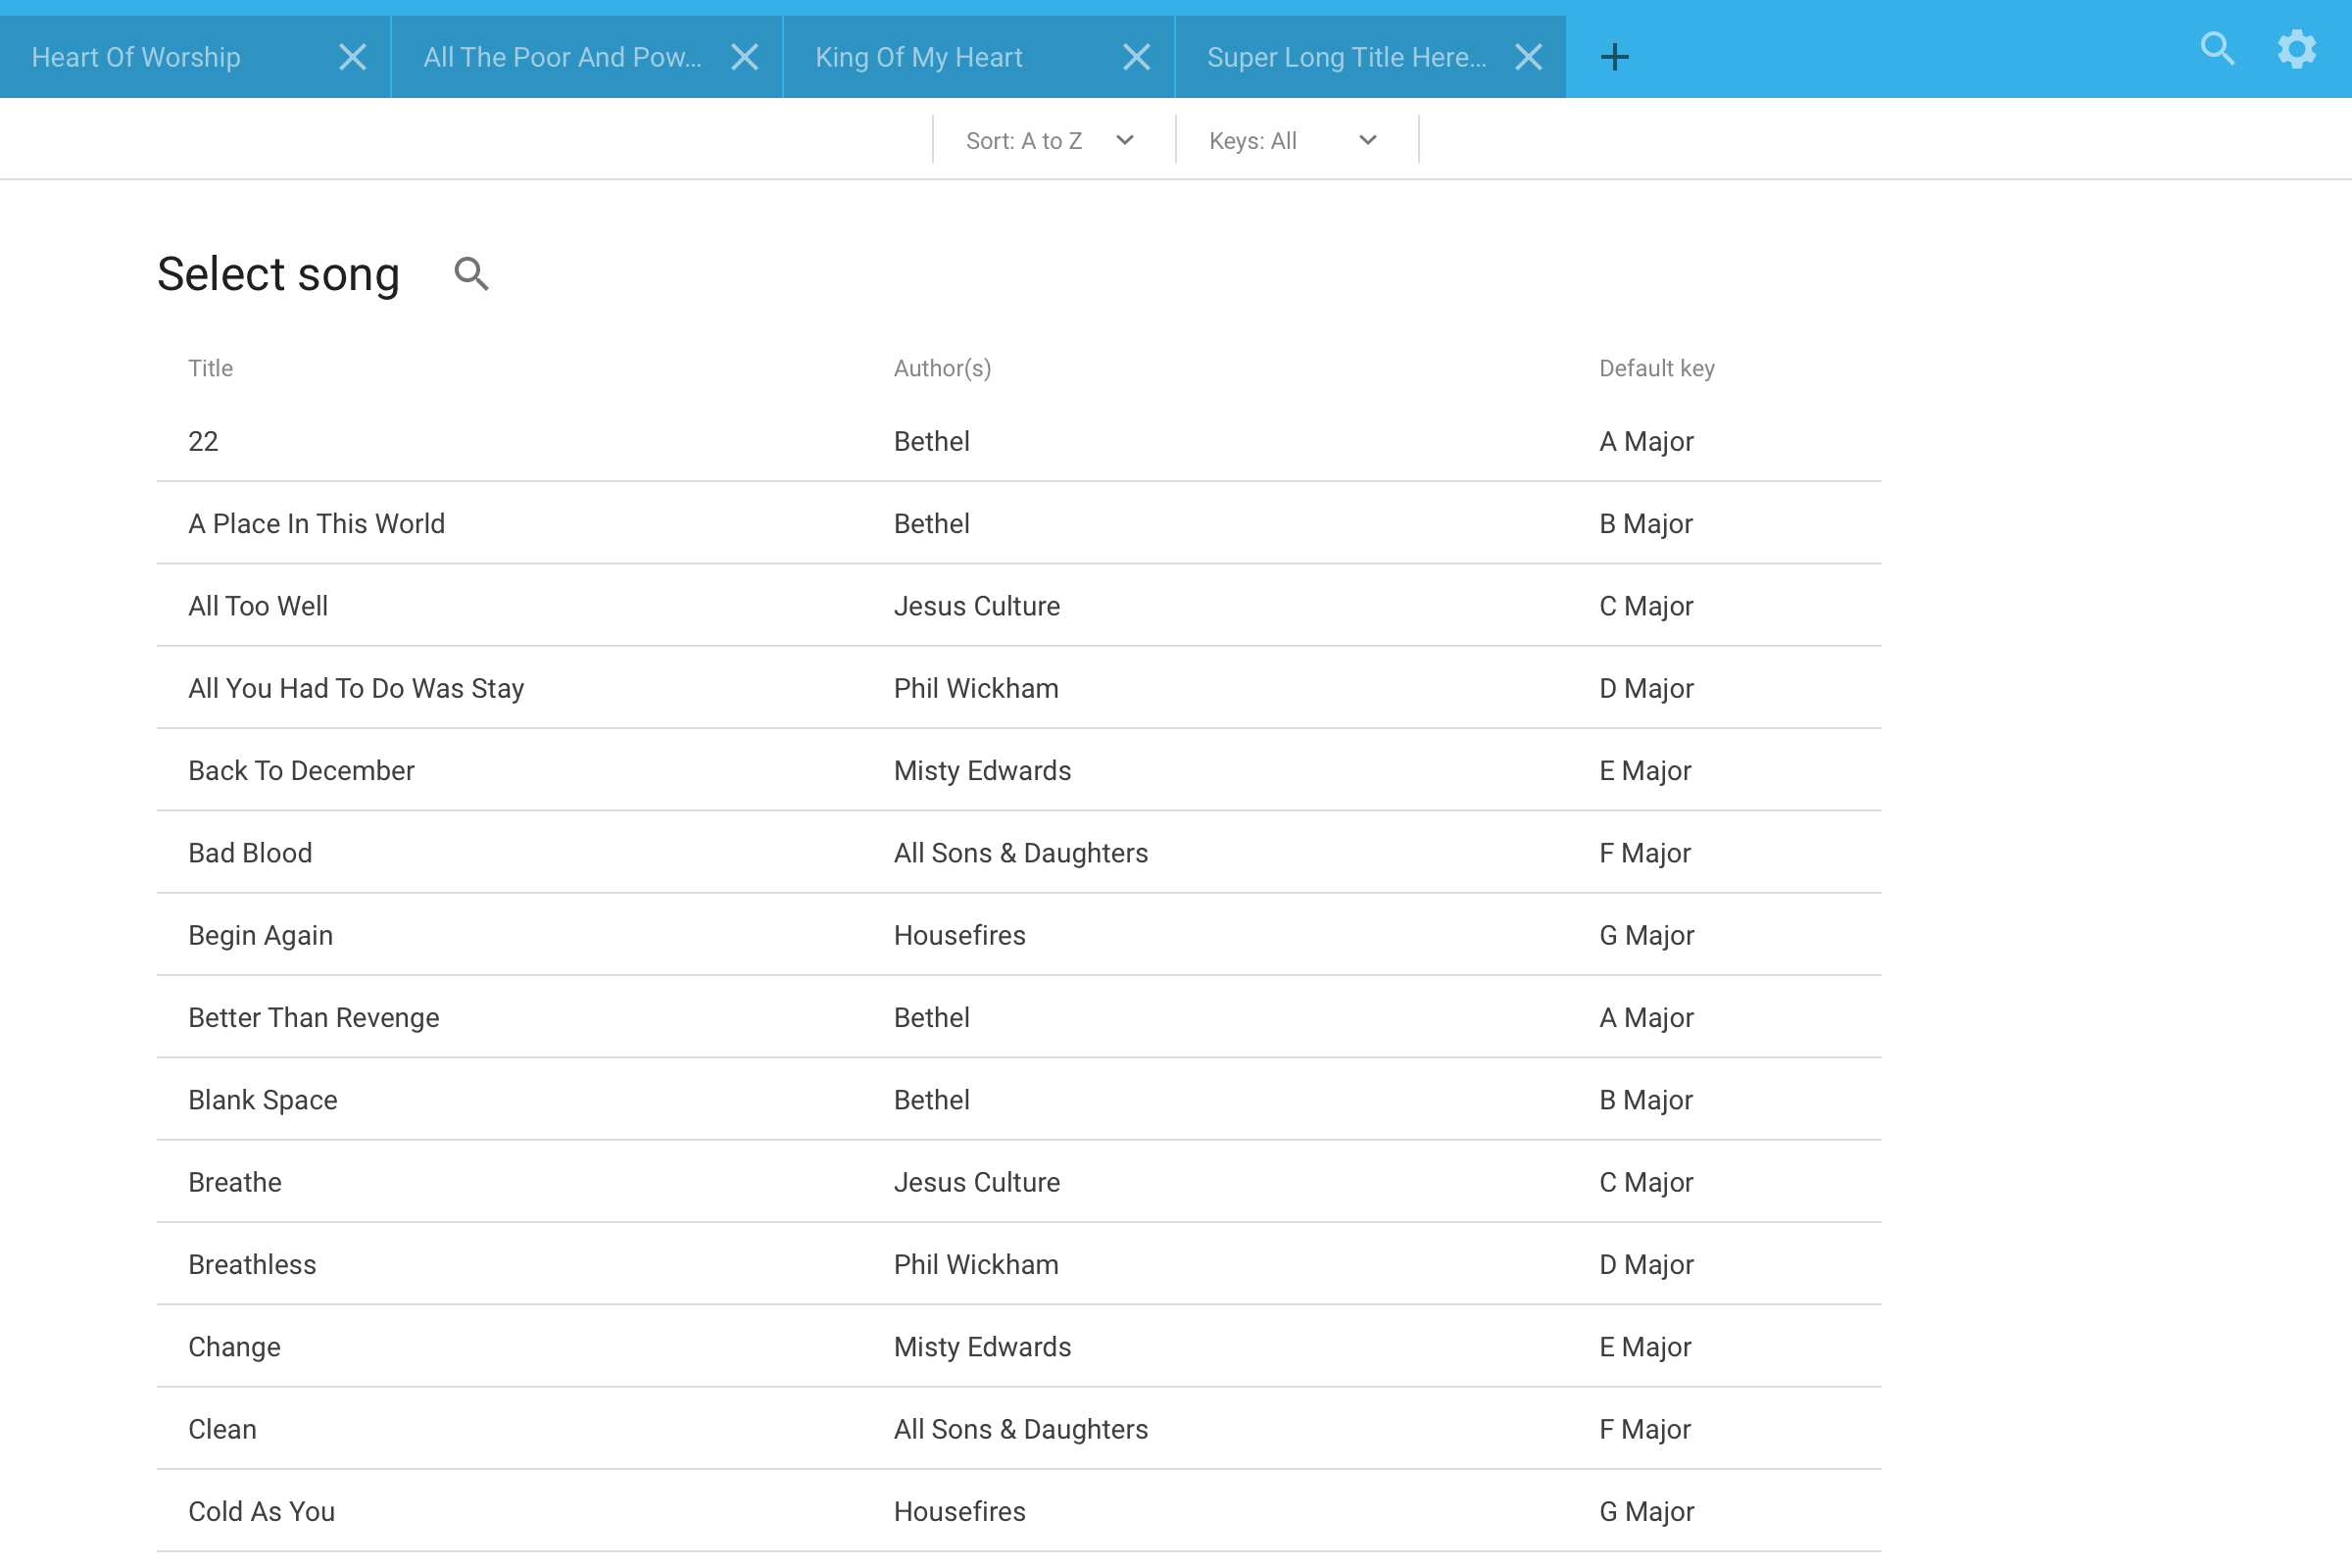 Heart Of Worship All The Poor And Pow... King Of My Heart Super Long Title Here...
Sort: A to Z Keys: All
Select song
Title Author(s) Default key
22 Bethel A Major
A Place In This World Bethel B Major
All Too Well Jesus Culture C Major
All You Had To Do Was Stay Phil Wickham D Major
Back To December Misty Edwards E Major
Bad Blood All Sons & Daughters F Major
Begin Again Housefires G Major
Better Than Revenge Bethel A Major
Blank Space Bethel B Major
Breathe Jesus Culture C Major
Breathless Phil Wickham D Major
Change Misty Edwards E Major
Clean All Sons & Daughters F Major
Cold As You Housefires G Major